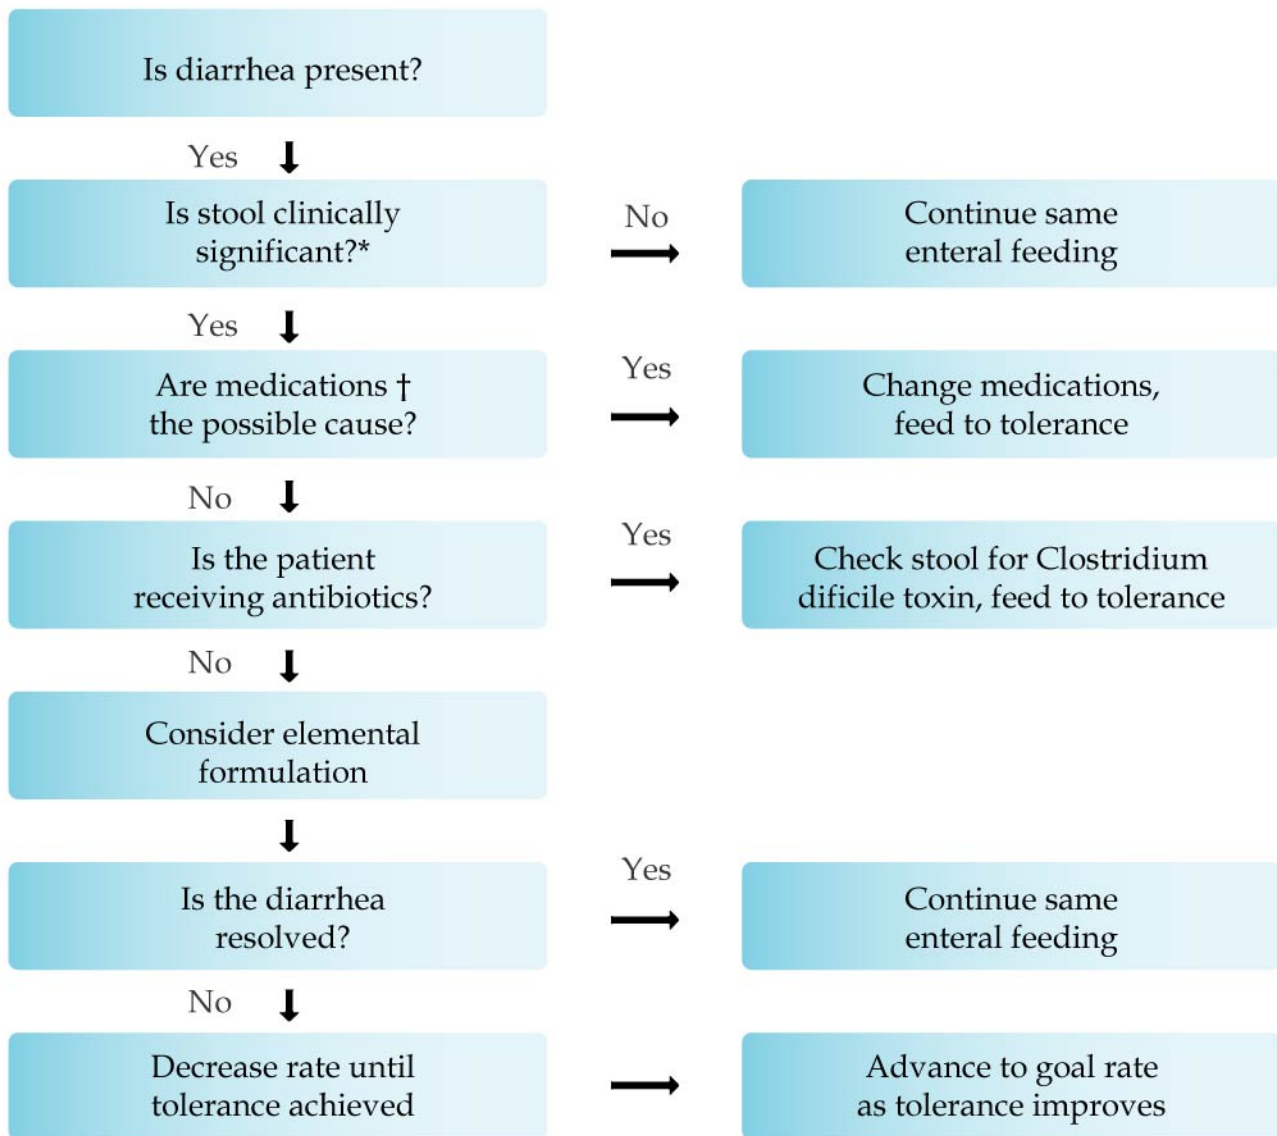 Is diarrhea present?
Yes
Is stool clinically
significant?*
No
Continue same
enteral feeding
Yes
Are medications †
the possible cause?
Yes
Change medications,
feed to tolerance
No
Is the patient
receiving antibiotics?
Yes
Check stool for Clostridium
dificile toxin, feed to tolerance
No
Consider elemental
formulation
Is the diarrhea
resolved?
Yes
Continue same
enteral feeding
No
Decrease rate until
tolerance achieved
Advance to goal rate
as tolerance improves